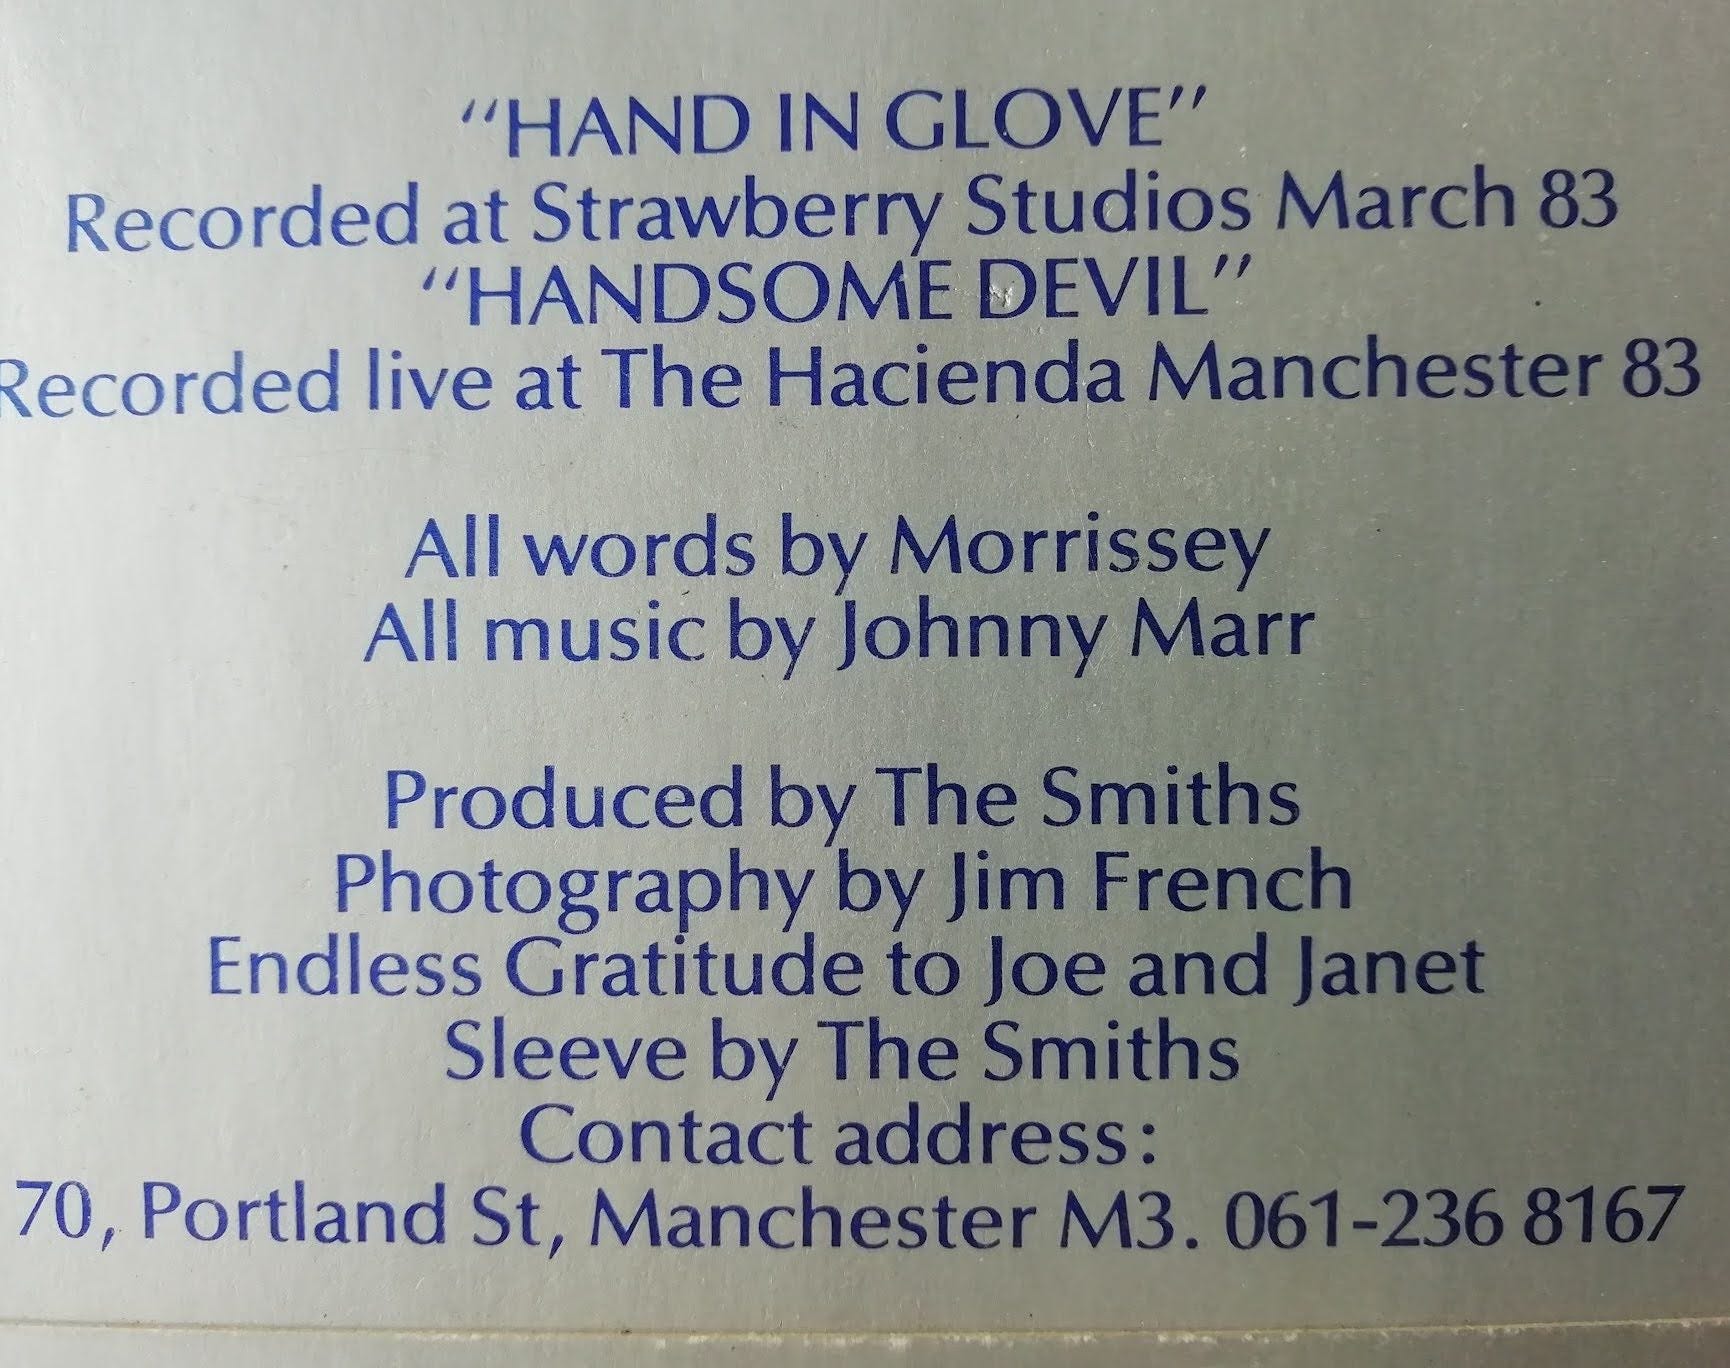 "HAND IN GLOVE"
Recorded at Strawberry Studios March 83
"HANDSOME DEVIL"
Recorded live at The Hacienda Manchester 83
All words by Morrissey
All music by Johnny Marr
Produced by The Smiths
Photography by Jim French
Endless Gratitude to Joe and Janet
Sleeve by The Smiths
Contact address:
70, Portland St, Manchester M3. 061-236 8167